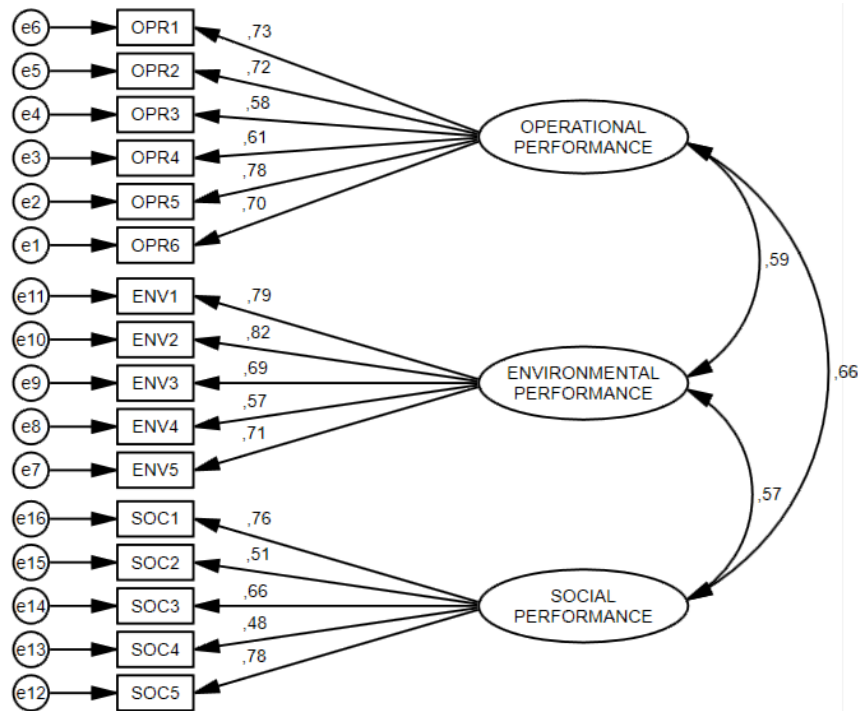 e6 OPR1 ,73
e5 OPR2 ,72
e4 OPR3 ,58
e3 OPR4 ,61
e2 OPR5 ,78
e1 OPR6 ,70
OPERATIONAL
PERFORMANCE
,59
e11 ENV1 ,79
e10 ENV2 ,82
e9 ENV3 ,69
e8 ENV4 ,57
e7 ENV5 ,71
ENVIRONMENTAL
PERFORMANCE
,66
,57
e16 SOC1 ,76
e15 SOC2 ,51
e14 SOC3 ,66
e13 SOC4 ,48
e12 SOC5 ,78
SOCIAL
PERFORMANCE